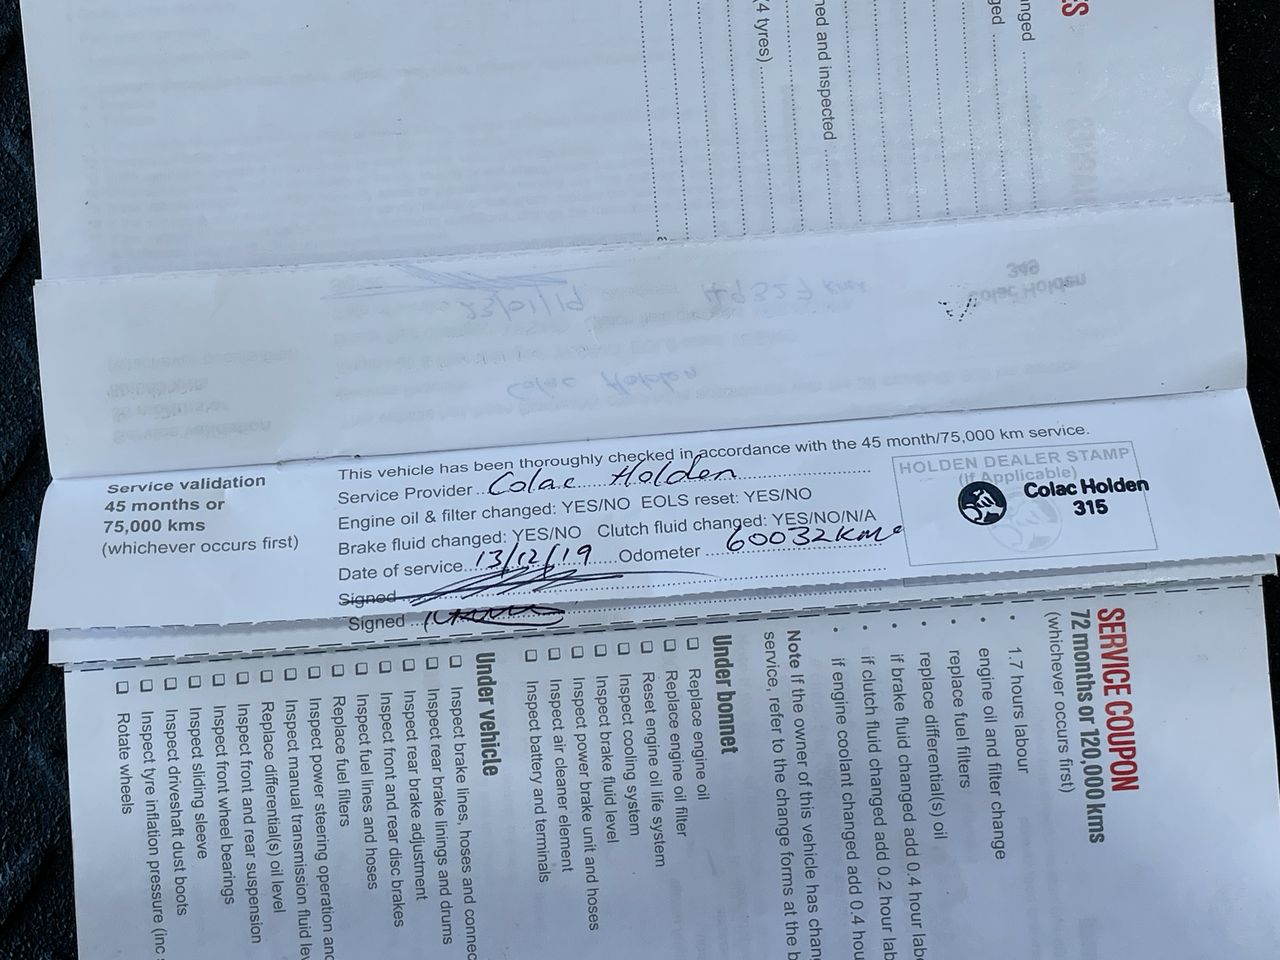 ES
nged
ged
ned and inspected
(4 tyres)
Service validation
45 months or
75,000 kms
(whichever occurs first)
This vehicle has been thoroughly checked in accordance with the 45 month/75,000 km service.
Service Provider Colac Holden
Engine oil & filter changed: YES/NO EOLS reset: YES/NO
Brake fluid changed: YES/NO Clutch fluid changed: YES/NO/N/A
Date of service 13/12/19 Odometer 60032km
Signed
Signed
HOLDEN DEALER STAMP
(If Applicable)
Colac Holden
315
SERVICE COUPON
72 months or 120,000 kms
(whichever occurs first)
• 1.7 hours labour
• engine oil and filter change
• replace fuel filters
• replace differential(s) oil
• if brake fluid changed add 0.4 hour labo
• if clutch fluid changed add 0.2 hour lab
• if engine coolant changed add 0.4 hou
Note If the owner of this vehicle has chan
service, refer to the change forms at the b
Under bonnet
Replace engine oil
Replace engine oil filter
Reset engine oil life system
Inspect cooling system
Inspect brake fluid level
Inspect power brake unit and hoses
Inspect air cleaner element
Inspect battery and terminals
Under vehicle
Inspect brake lines, hoses and connec
Inspect rear brake linings and drums
Inspect rear brake adjustment
Inspect front and rear disc brakes
Inspect fuel lines and hoses
Replace fuel filters
Inspect power steering operation and
Inspect manual transmission fluid lev
Replace differential(s) oil level
Inspect front and rear suspension
Inspect front wheel bearings
Inspect sliding sleeve
Inspect driveshaft dust boots
Inspect tyre inflation pressure (inc s
Rotate wheels